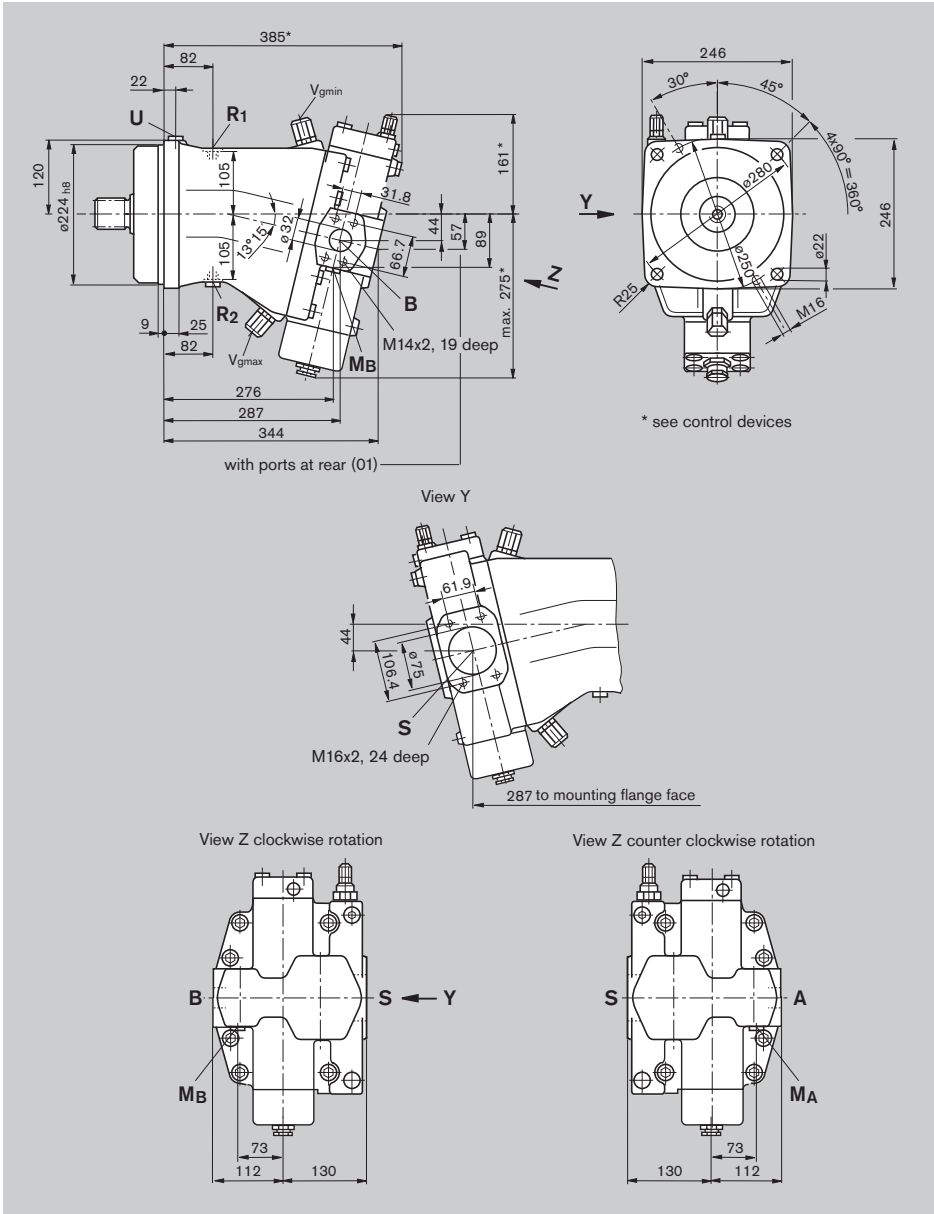 385*
82
22
Vgmin
U
R1
120
ø224 h8
105
105
13°15'
ø32
31.8
44
57
89
66.7
161*
max. 275*
Z
B
R2
9
25
82
Vgmax
MB
M14x2, 19 deep
276
287
344
with ports at rear (01)
246
30°
45°
4x90° = 360°
ø280
Y
246
ø22
ø250
R25
M16
* see control devices
View Y
61.9
44
106.4
ø75
S
M16x2, 24 deep
287 to mounting flange face
View Z clockwise rotation
View Z counter clockwise rotation
B
S
Y
S
A
MB
MA
73
112
130
73
130
112